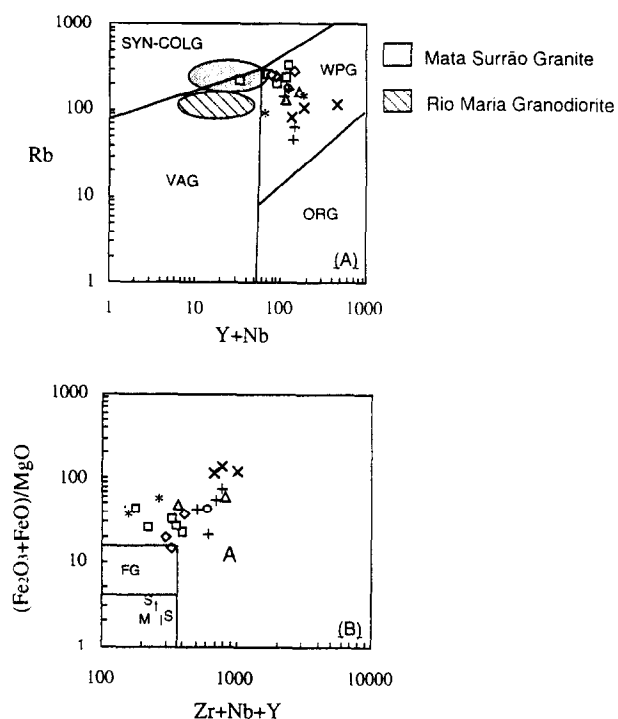 1000
100
10
1
Rb
SYN-COLG
WPG
VAG
ORG
(A)
1 10 100 1000
Y+Nb
Mata Surrão Granite
Rio Maria Granodiorite
1000
100
10
1
(Fe₂O₃+FeO)/MgO
A
FG
S
I
M I S
(B)
100 1000 10000
Zr+Nb+Y